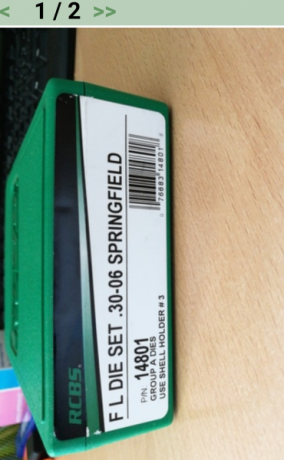 < 1 / 2 >>
RCBS.
F L DIE SET .30-06 SPRINGFIELD
P/N 14801
GROUP A DIES
USE SHELL HOLDER # 3